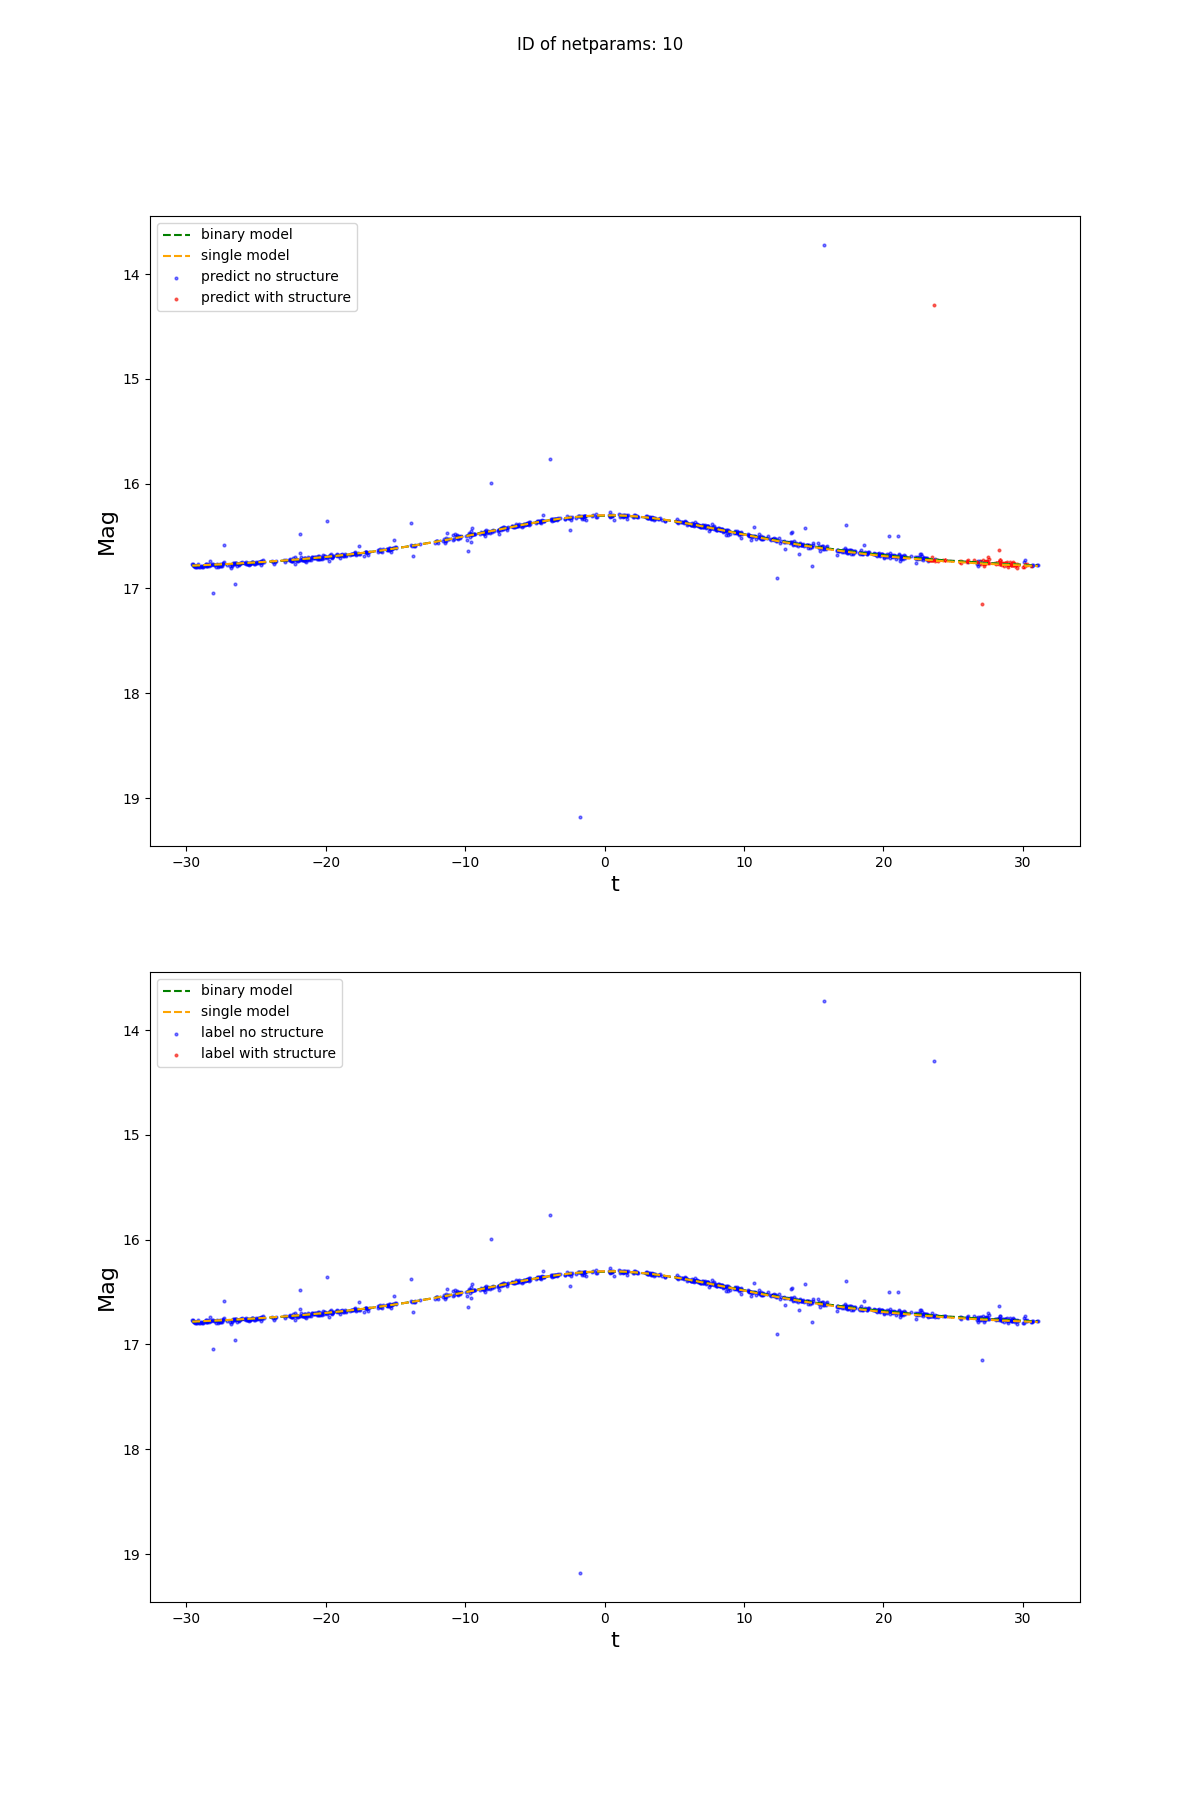 ID of netparams: 10
binary model
single model
predict no structure
predict with structure
14
15
16
17
18
19
Mag
−30
−20
−10
0
10
20
30
t
binary model
single model
label no structure
label with structure
14
15
16
17
18
19
Mag
−30
−20
−10
0
10
20
30
t